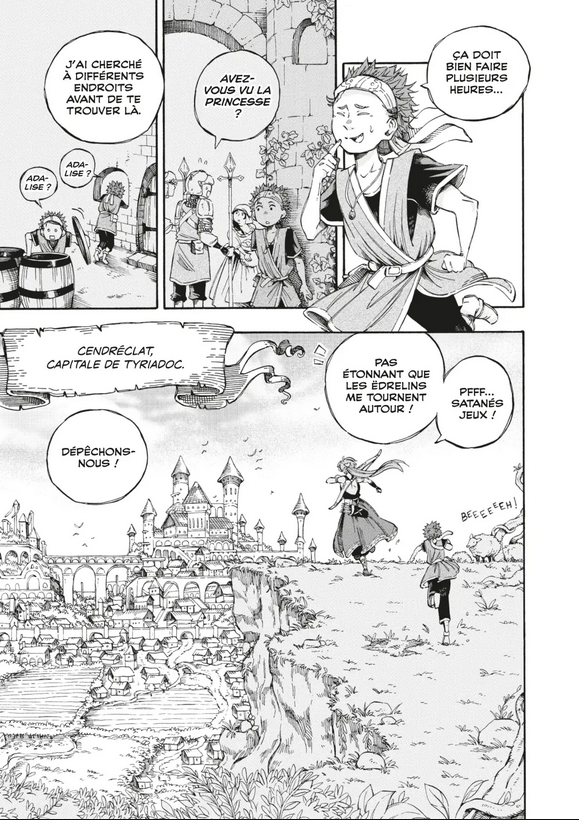 ÇA DOIT
BIEN FAIRE
PLUSIEURS
HEURES...
AVEZ-
VOUS VU LA
PRINCESSE
?
J'AI CHERCHÉ
À DIFFÉRENTS
ENDROITS
AVANT DE TE
TROUVER LÀ.
ADA-
LISE ?
ADA-
LISE ?
PFFF...
SATANÉS
JEUX !
PAS
ÉTONNANT QUE
LES ËDRELINS
ME TOURNENT
AUTOUR !
BEEEEEEH!
CENDRÉCLAT,
CAPITALE DE TYRIADOC.
DÉPÊCHONS-
NOUS !